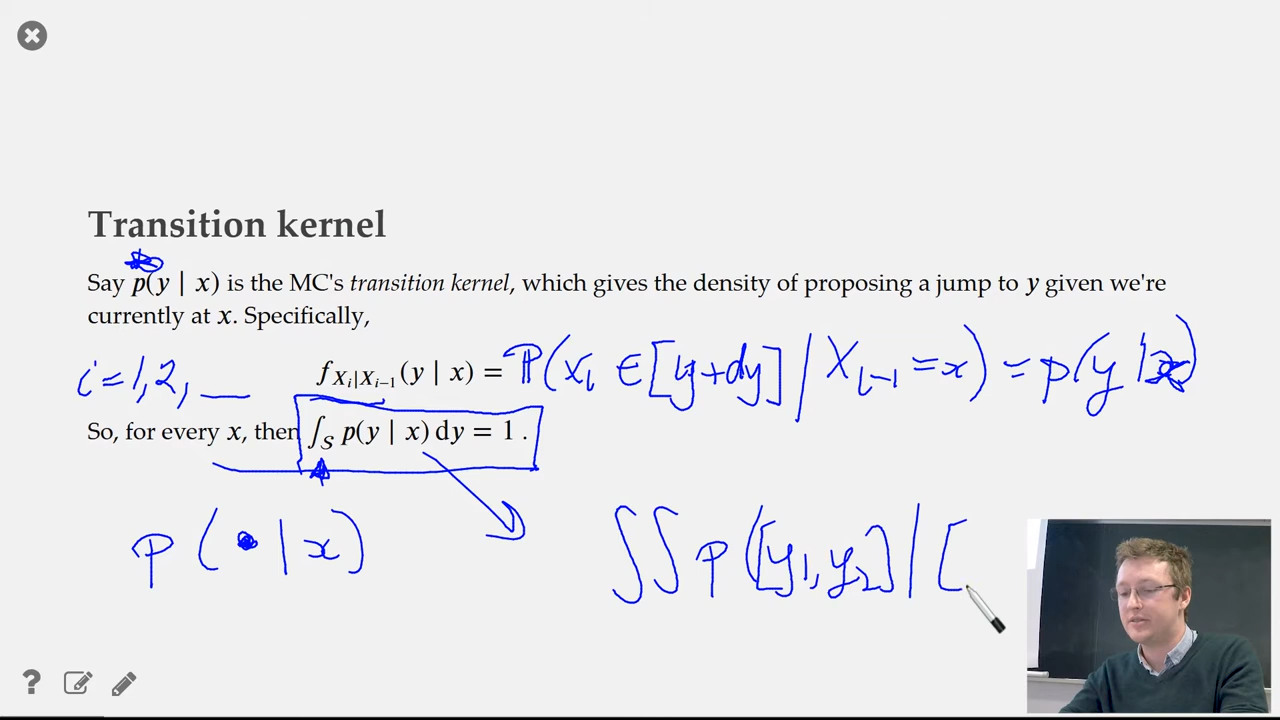 Transition kernel
Say p(y | x) is the MC's transition kernel, which gives the density of proposing a jump to y given we're
currently at x. Specifically,
i = 1, 2, __ f_{X_i|X_{i−1}}(y | x) = ℙ(X_i ∈ [y+dy] | X_{i-1} = x) = p(y | x)
So, for every x, then ∫_S p(y | x) dy = 1 .
p ( • | x ) ∫∫ p ([y_1, y_2] | [
?